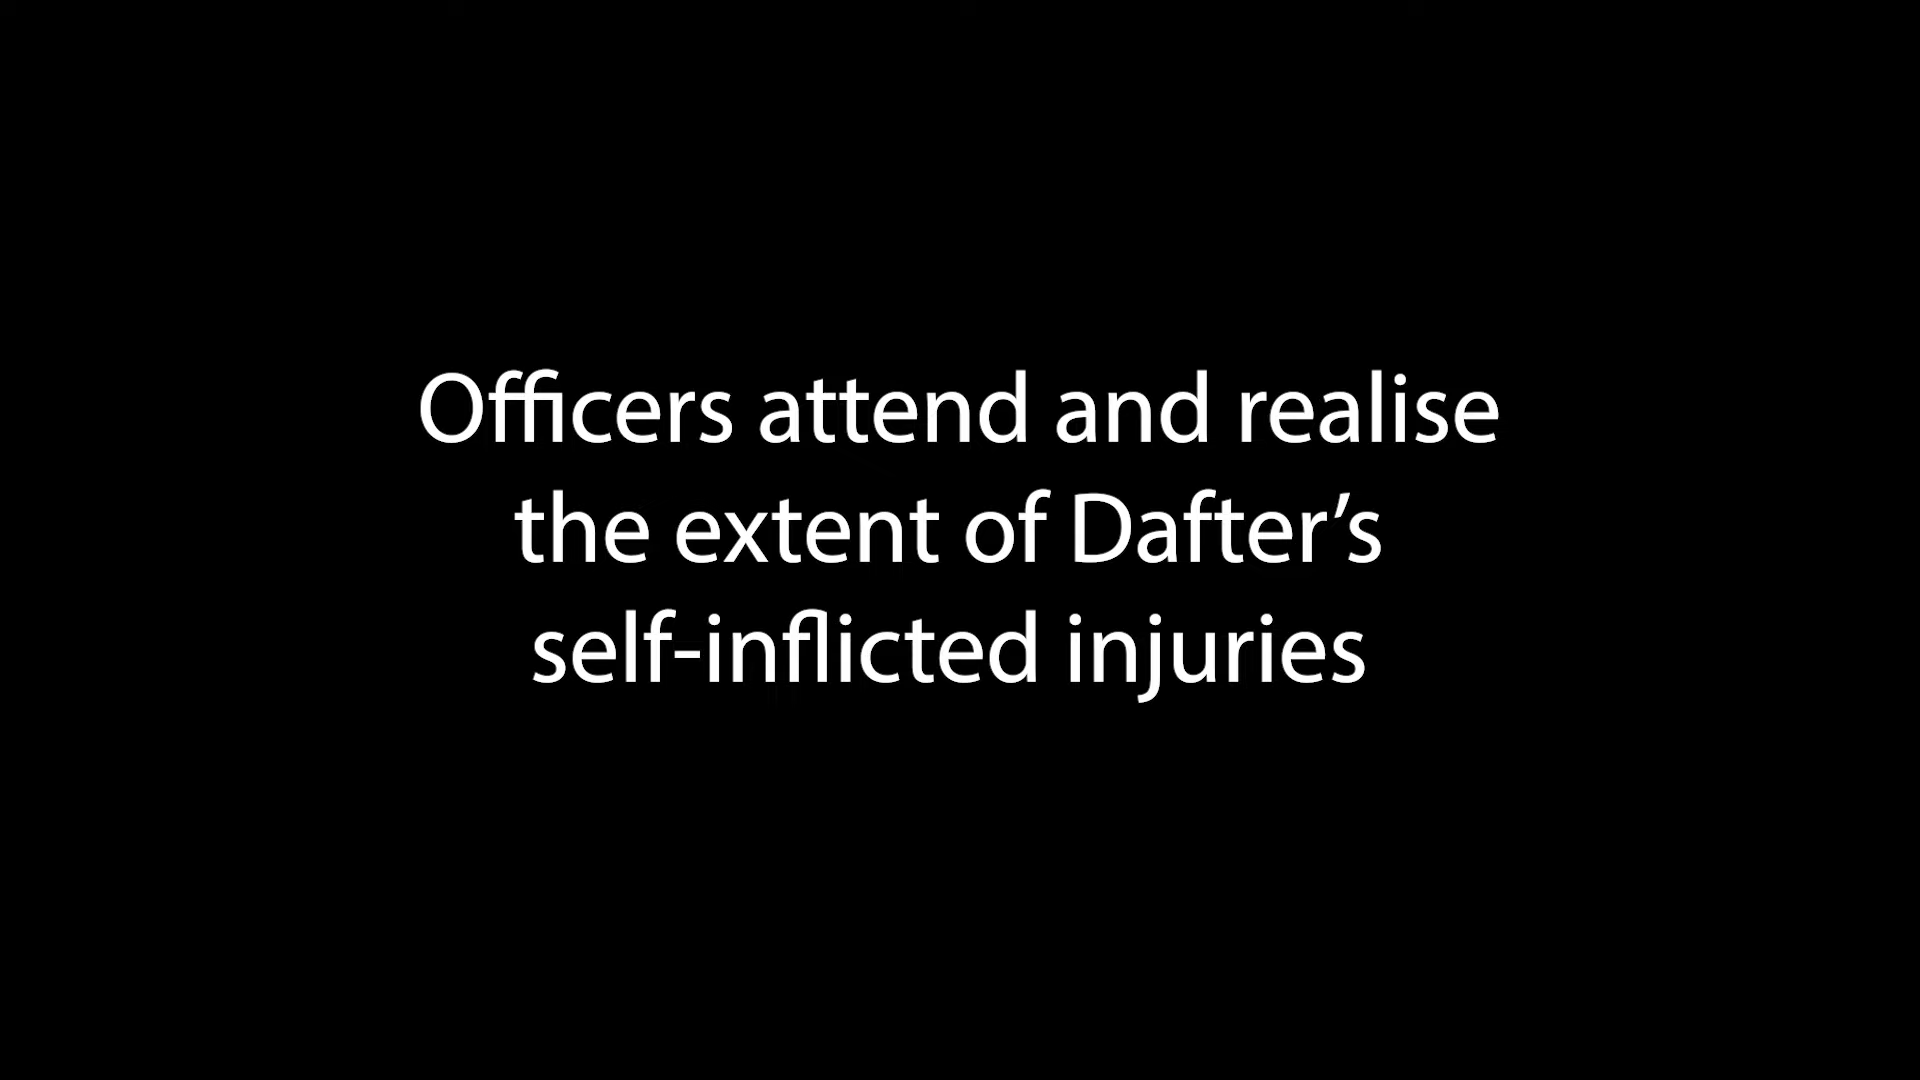 Officers attend and realise
the extent of Dafter’s
self-inflicted injuries